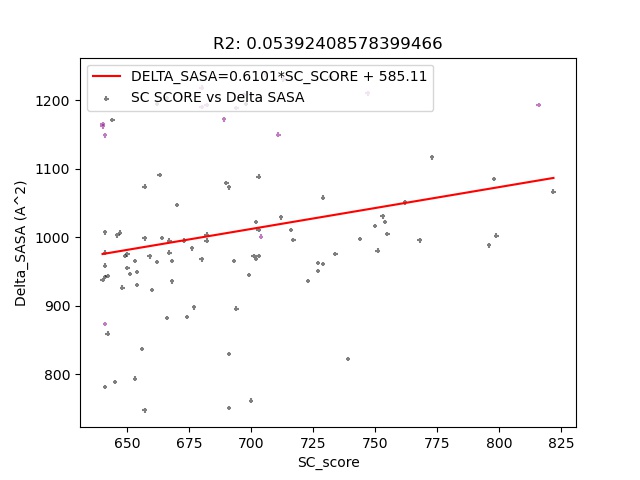 R2: 0.05392408578399466
DELTA_SASA=0.6101*SC_SCORE + 585.11
SC SCORE vs Delta SASA
Delta_SASA (A^2)
1200
1100
1000
900
800
650 675 700 725 750 775 800 825
SC_score